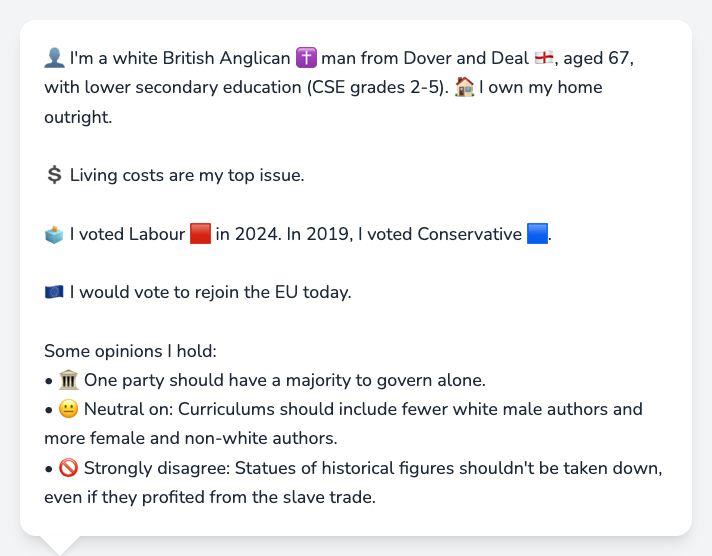 👤 I'm a white British Anglican ✝️ man from Dover and Deal 🏴󠁧󠁢󠁥󠁮󠁧󠁿, aged 67,
with lower secondary education (CSE grades 2-5). 🏠 I own my home
outright.
💲 Living costs are my top issue.
🗳️ I voted Labour 🟥 in 2024. In 2019, I voted Conservative 🟦.
🇪🇺 I would vote to rejoin the EU today.
Some opinions I hold:
• 🏛️ One party should have a majority to govern alone.
• 😐 Neutral on: Curriculums should include fewer white male authors and
more female and non-white authors.
• 🚫 Strongly disagree: Statues of historical figures shouldn't be taken down,
even if they profited from the slave trade.